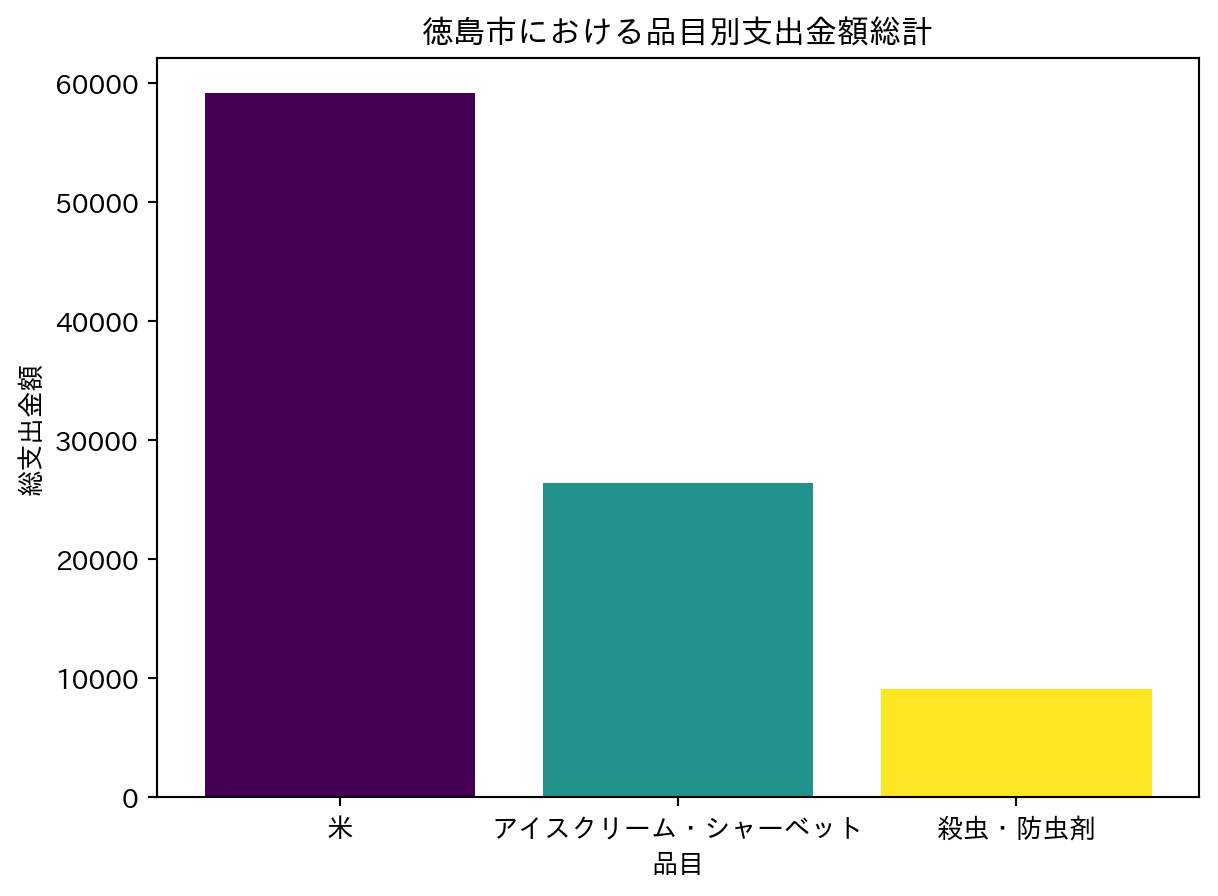 徳島市における品目別支出金額総計
総支出金額
60000
50000
40000
30000
20000
10000
0
米
アイスクリーム・シャーベット
殺虫・防虫剤
品目